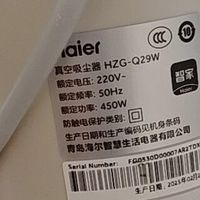 Haier
真空吸尘器 HZG-Q29W
额定电压: 220V~
额定频率: 50Hz
额定功率: 450W
防触电保护类别:
生产日期、产品编码见机身条码
青岛海尔智慧生活电器有限公司
智家
Haier
10
Serial Number: